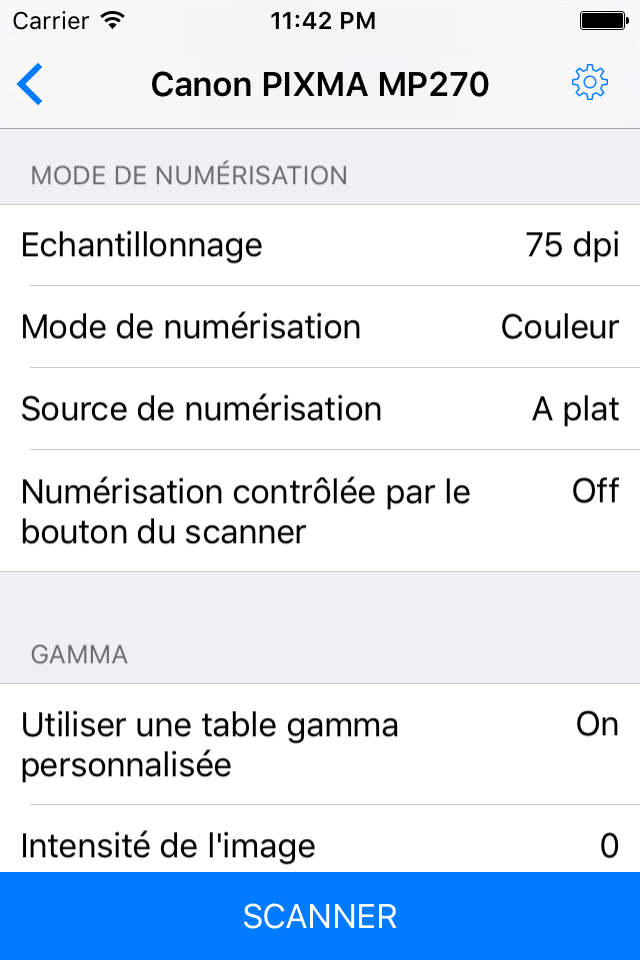 Carrier 11:42 PM
Canon PIXMA MP270
MODE DE NUMÉRISATION
Echantillonnage 75 dpi
Mode de numérisation Couleur
Source de numérisation A plat
Numérisation contrôlée par le Off
bouton du scanner
GAMMA
Utiliser une table gamma On
personnalisée
Intensité de l'image 0
SCANNER